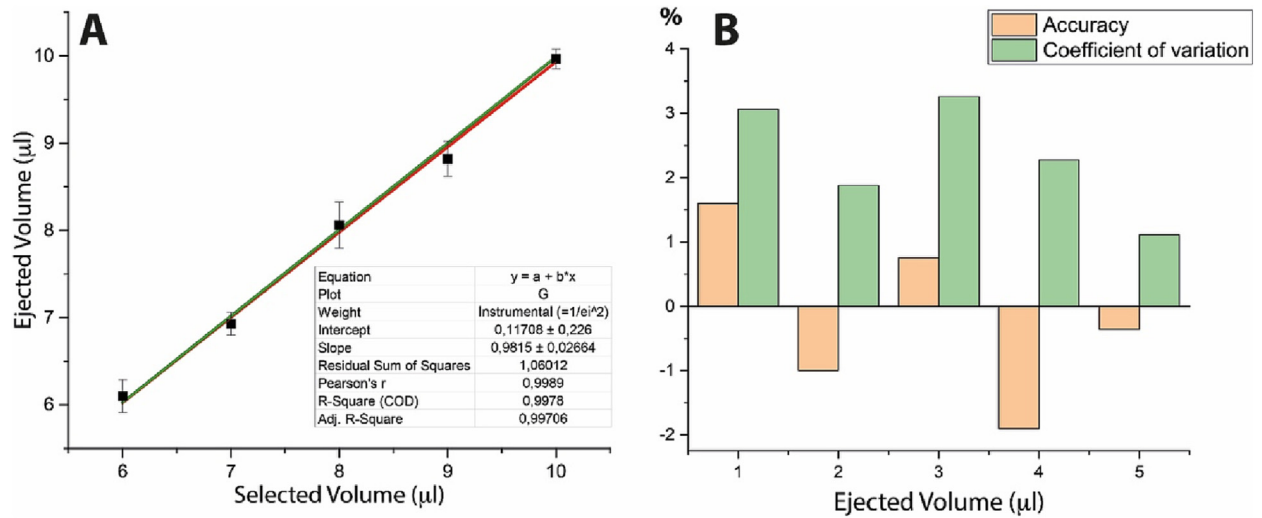 A
10
9
8
7
6
Ejected Volume (μl)
Equation y = a + b*x
Plot G
Weight Instrumental (=1/ei^2)
Intercept 0,11708 ± 0,226
Slope 0,9815 ± 0,02664
Residual Sum of Squares 1,06012
Pearson's r 0,9989
R-Square (COD) 0,9978
Adj. R-Square 0,99706
6 7 8 9 10
Selected Volume (μl)
%
B
Accuracy
Coefficient of variation
4
3
2
1
0
-1
-2
1 2 3 4 5
Ejected Volume (μl)